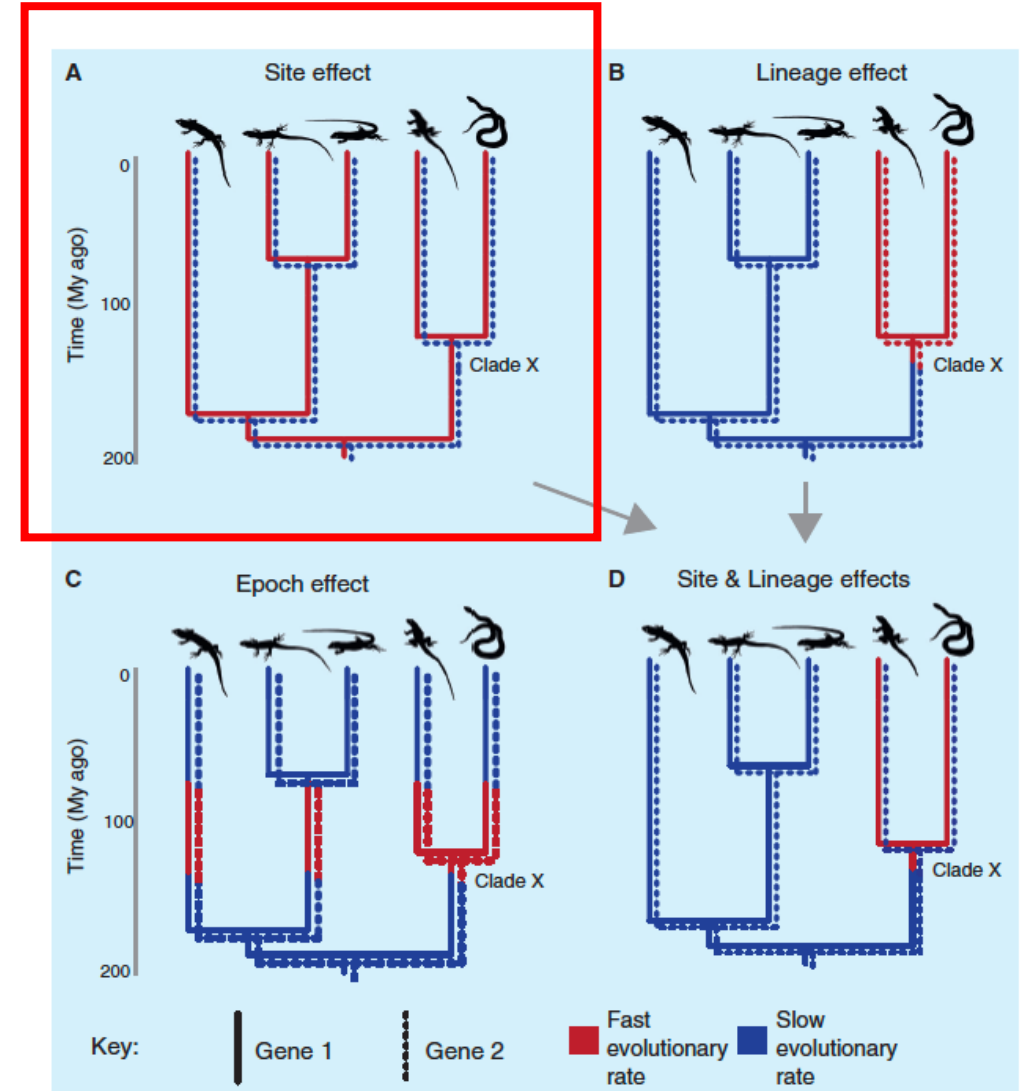 A
Site effect
B
Lineage effect
0
100
200
Time (My ago)
Clade X
Clade X
C
Epoch effect
D
Site & Lineage effects
0
100
200
Time (My ago)
Clade X
Clade X
Key:
Gene 1
Gene 2
Fast
evolutionary
rate
Slow
evolutionary
rate